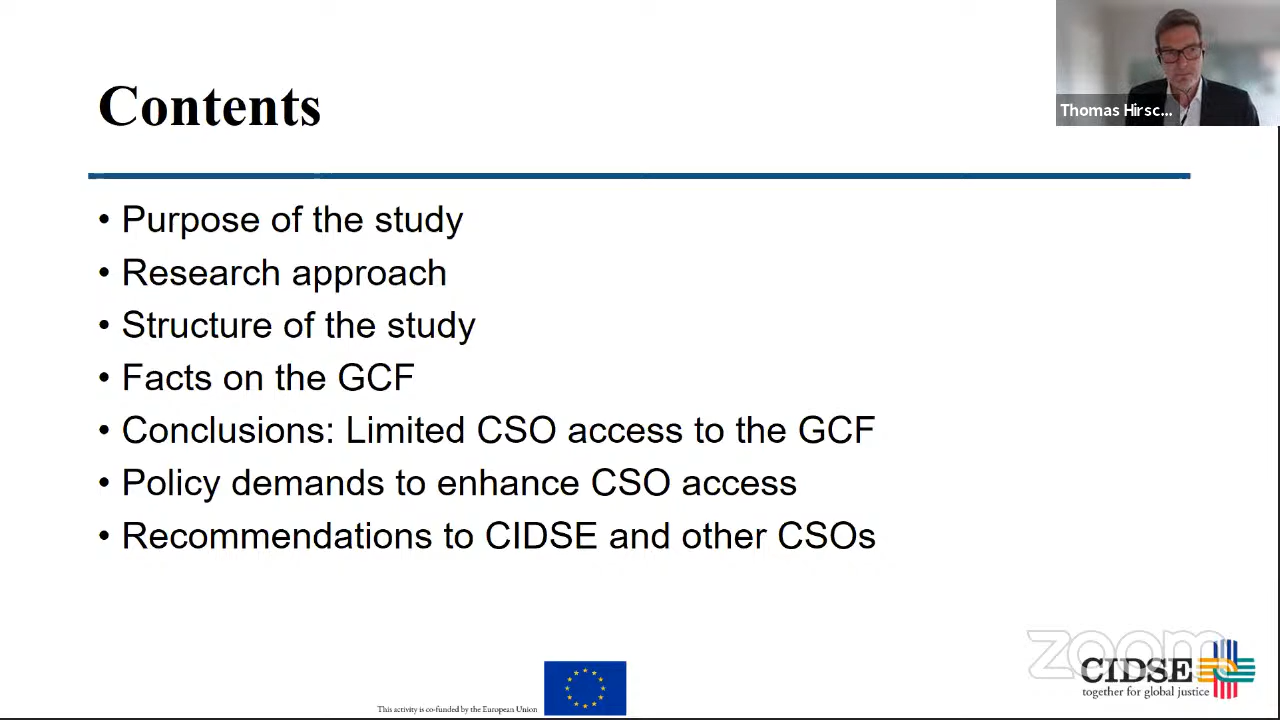 Contents
Thomas Hirsc...
• Purpose of the study
• Research approach
• Structure of the study
• Facts on the GCF
• Conclusions: Limited CSO access to the GCF
• Policy demands to enhance CSO access
• Recommendations to CIDSE and other CSOs
zoom
CIDSE
together for global justice
This activity is co-funded by the European Union